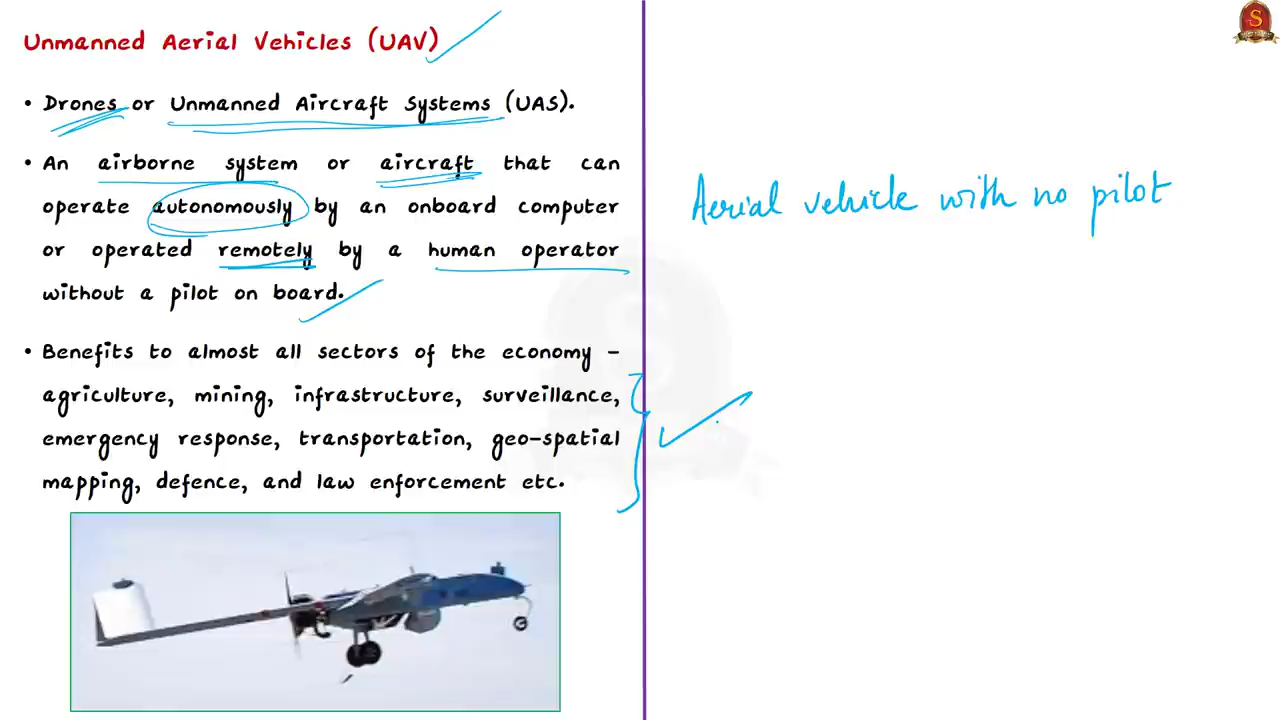 Unmanned Aerial Vehicles (UAV)
• Drones or Unmanned Aircraft Systems (UAS).
• An airborne system or aircraft that can
operate autonomously by an onboard computer
or operated remotely by a human operator
without a pilot on board.
• Benefits to almost all sectors of the economy –
agriculture, mining, infrastructure, surveillance,
emergency response, transportation, geo-spatial
mapping, defence, and law enforcement etc.
Aerial vehicle with no pilot
S